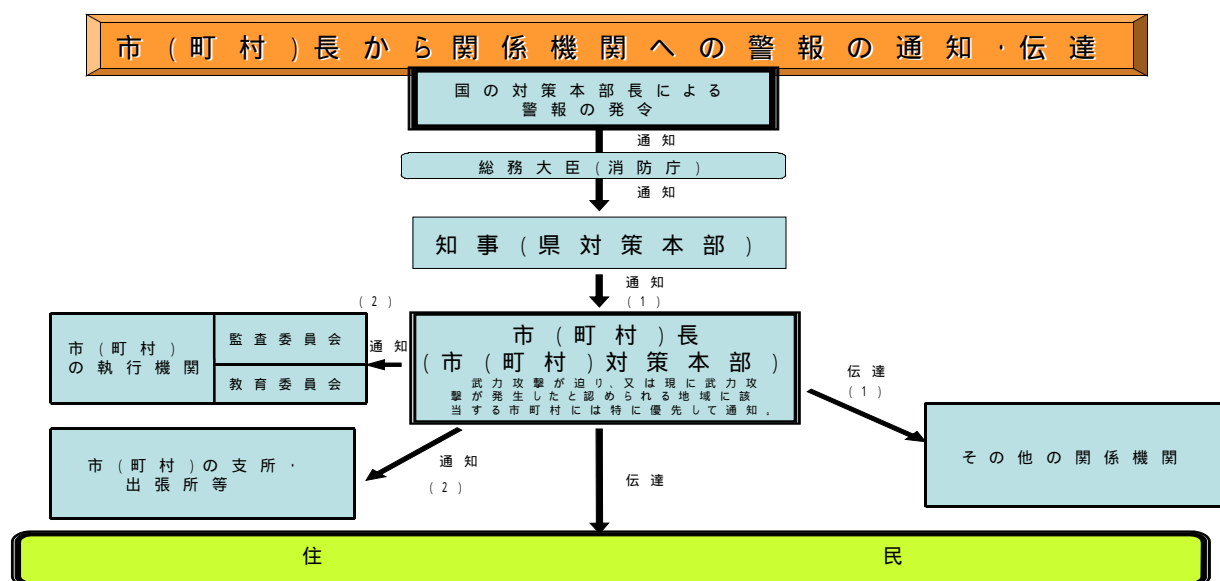 市(町村)長から関係機関への警報の通知・伝達
国の対策本部長による
警報の発令
通知
総務大臣(消防庁)
通知
知事(県対策本部)
通知
(1)
(2)
通知
市(町村)
の執行機関
監査委員会
教育委員会
市(町村)長
(市(町村)対策本部)
武力攻撃が迫り、又は現に武力攻
撃が発生したと認められる地域に該
当する市町村には特に優先して通知。
伝達
(1)
その他の関係機関
市(町村)の支所・
出張所等
通知
(2)
伝達
住民